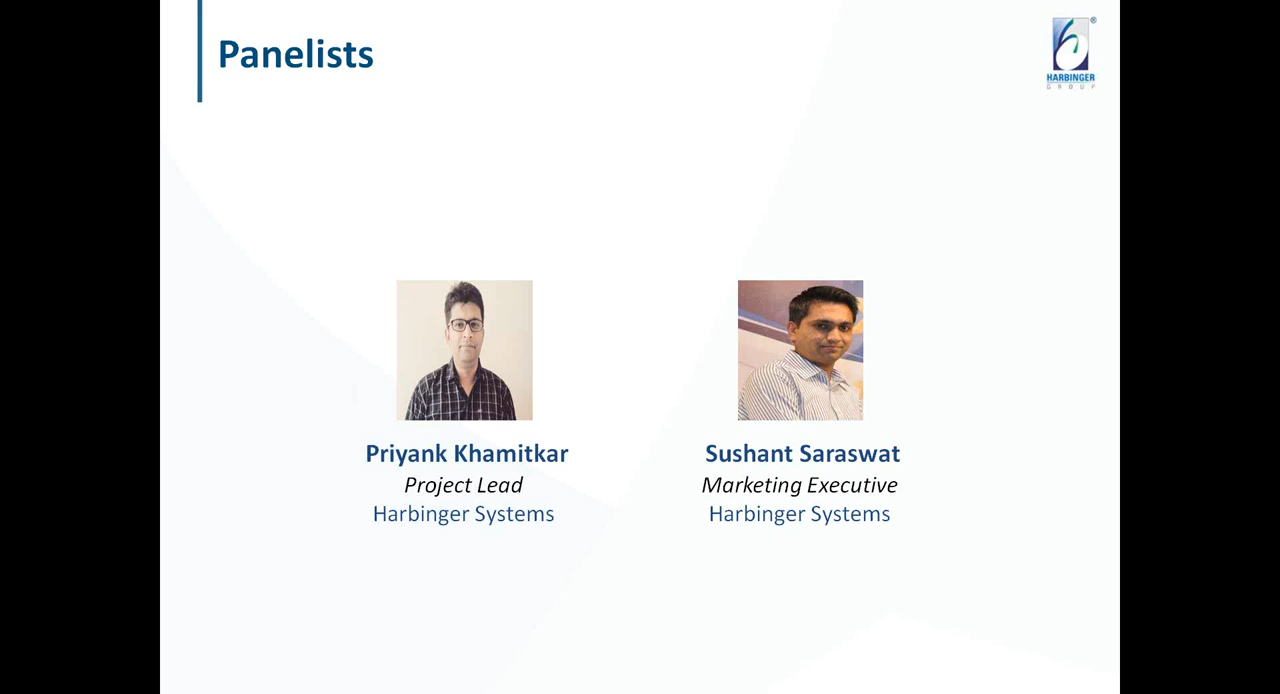 Panelists
®
HARBINGER
GROUP
Priyank Khamitkar
Project Lead
Harbinger Systems
Sushant Saraswat
Marketing Executive
Harbinger Systems